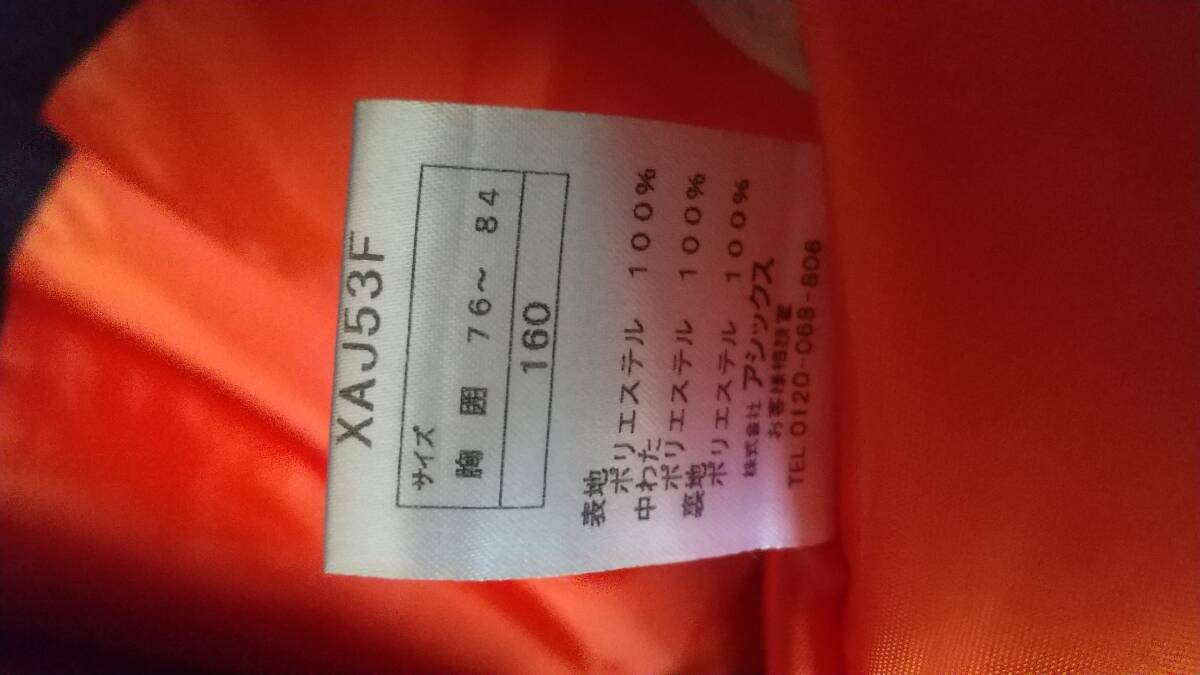 XAJ53F
サイズ
胸 囲 76〜 84
160
表地
ポリエステル 100%
中わた
ポリエステル 100%
裏地
ポリエステル 100%
株式会社 アシックス
お客様相談室
TEL 0120-068-806